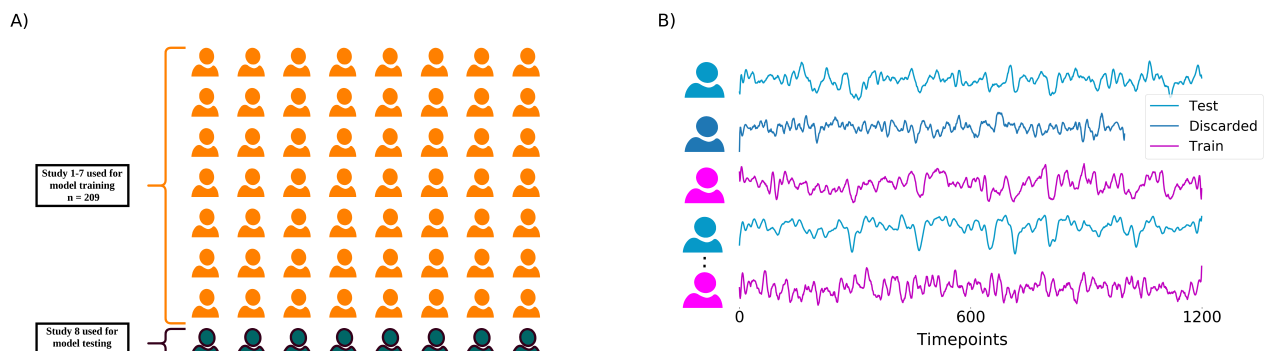 A)
Study 1-7 used for
model training
n = 209
Study 8 used for
model testing
B)
Test
Discarded
Train
0
600
1200
Timepoints